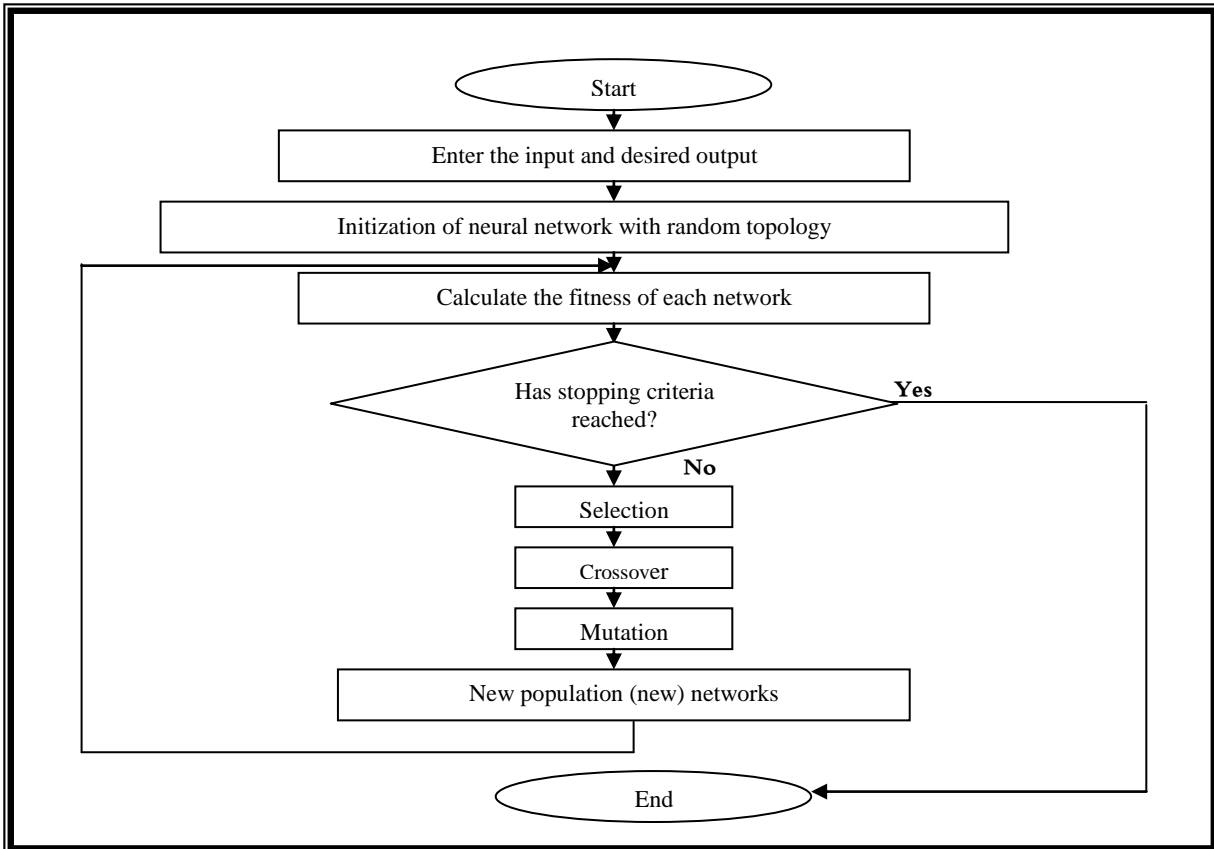 Start
Enter the input and desired output
Initization of neural network with random topology
Calculate the fitness of each network
Has stopping criteria
reached?
Yes
No
Selection
Crossover
Mutation
New population (new) networks
End